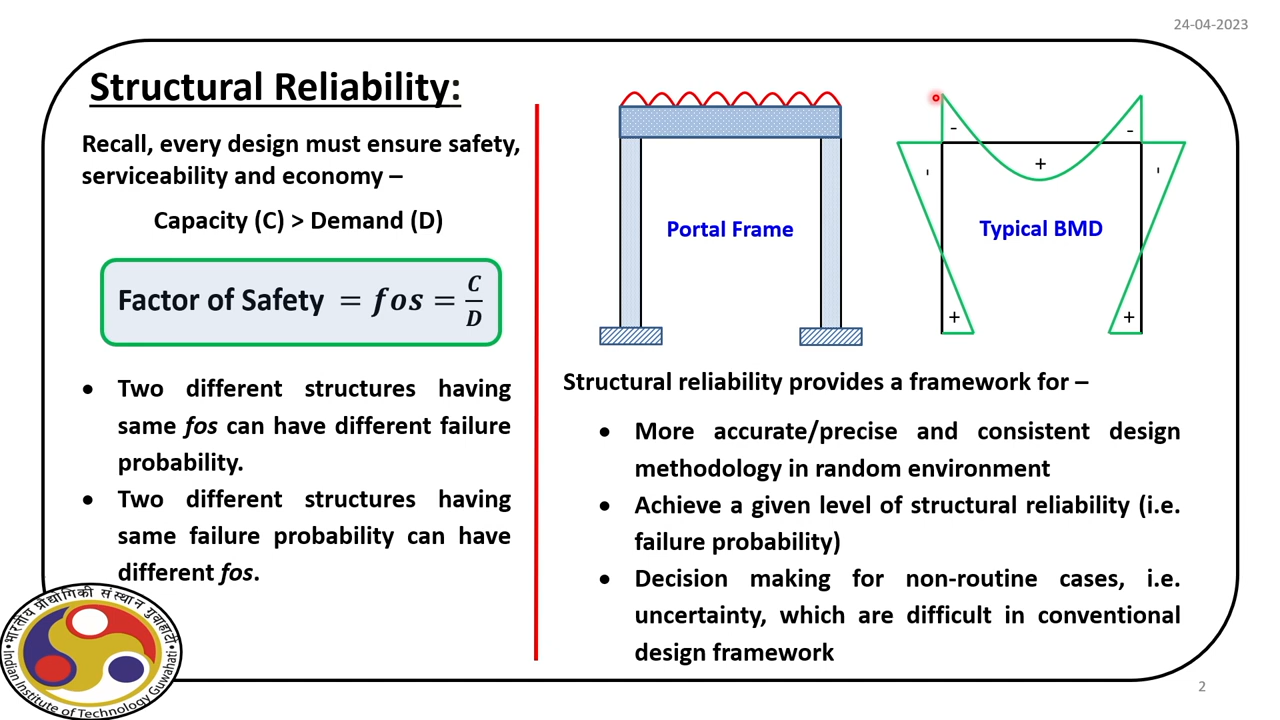 24-04-2023
Structural Reliability:
Recall, every design must ensure safety,
serviceability and economy –
Capacity (C) > Demand (D)
Factor of Safety = fos = C/D
• Two different structures having
same fos can have different failure
probability.
• Two different structures having
same failure probability can have
different fos.
Portal Frame
- -
+
- -
Typical BMD
+ +
Structural reliability provides a framework for –
• More accurate/precise and consistent design
methodology in random environment
• Achieve a given level of structural reliability (i.e.
failure probability)
• Decision making for non-routine cases, i.e.
uncertainty, which are difficult in conventional
design framework
भारतीय प्रौद्योगिकी संस्थान गुवाहाटी
Indian Institute of Technology Guwahati
2